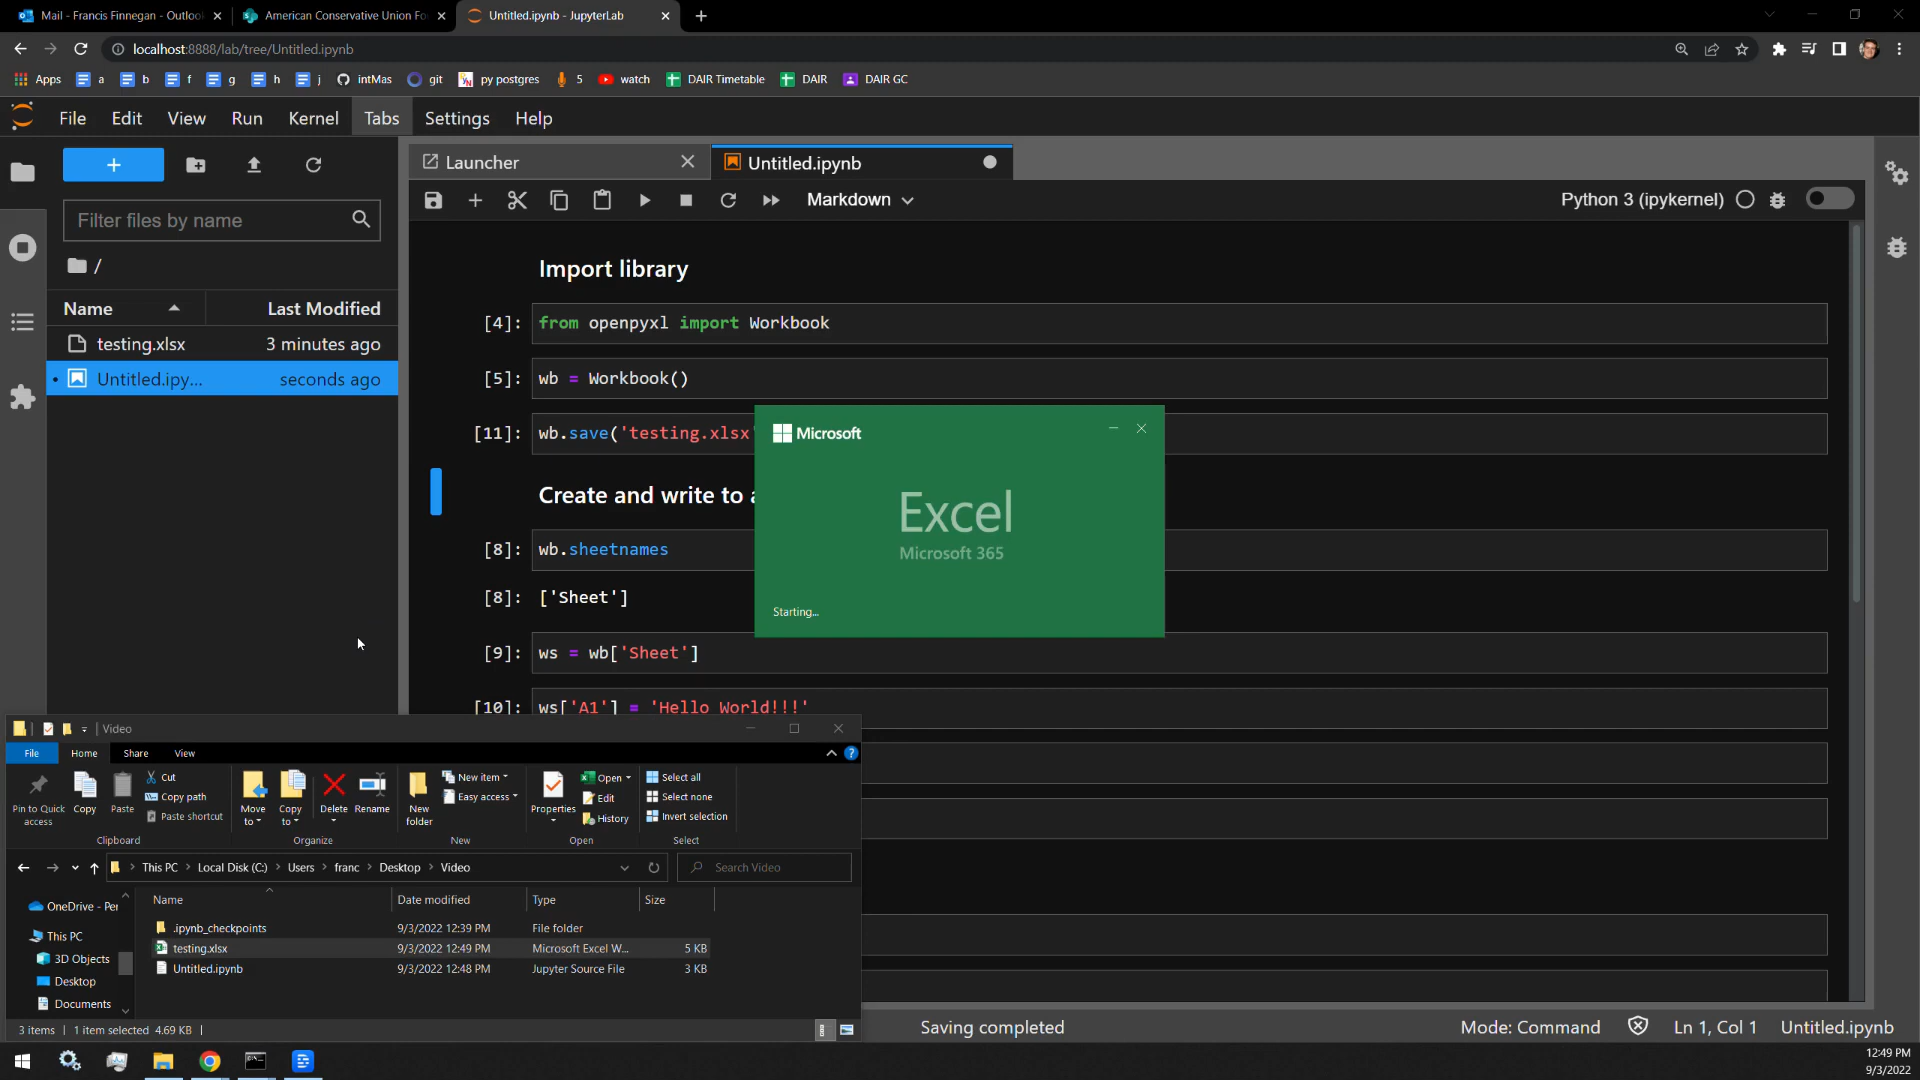 Mail - Francis Finnegan - Outlook
American Conservative Union Fo
Untitled.ipynb - JupyterLab
localhost:8888/lab/tree/Untitled.ipynb
Apps a b f g h j intMas git py postgres 5 watch DAIR Timetable DAIR DAIR GC
File Edit View Run Kernel Tabs Settings Help
Launcher
Untitled.ipynb
Markdown
Python 3 (ipykernel)
Filter files by name
/
Name Last Modified
testing.xlsx 3 minutes ago
Untitled.ipy... seconds ago
Import library
[4]: from openpyxl import Workbook
[5]: wb = Workbook()
[11]: wb.save('testing.xlsx'
Create and write to
[8]: wb.sheetnames
[8]: ['Sheet']
[9]: ws = wb['Sheet']
[10]: ws['A1'] = 'Hello World!!!'
Microsoft
Excel
Microsoft 365
Starting...
Video
File Home Share View
Pin to Quick access
Copy
Paste
Cut
Copy path
Paste shortcut
Clipboard
Move to
Copy to
Delete
Rename
Organize
New folder
New item
Easy access
New
Properties
Open
Edit
History
Open
Select all
Select none
Invert selection
Select
This PC > Local Disk (C:) > Users > franc > Desktop > Video
Search Video
OneDrive - Per
This PC
3D Objects
Desktop
Documents
Name Date modified Type Size
.ipynb_checkpoints 9/3/2022 12:39 PM File folder
testing.xlsx 9/3/2022 12:49 PM Microsoft Excel W... 5 KB
Untitled.ipynb 9/3/2022 12:48 PM Jupyter Source File 3 KB
3 items 1 item selected 4.69 KB
Saving completed
Mode: Command
Ln 1, Col 1
Untitled.ipynb
12:49 PM
9/3/2022